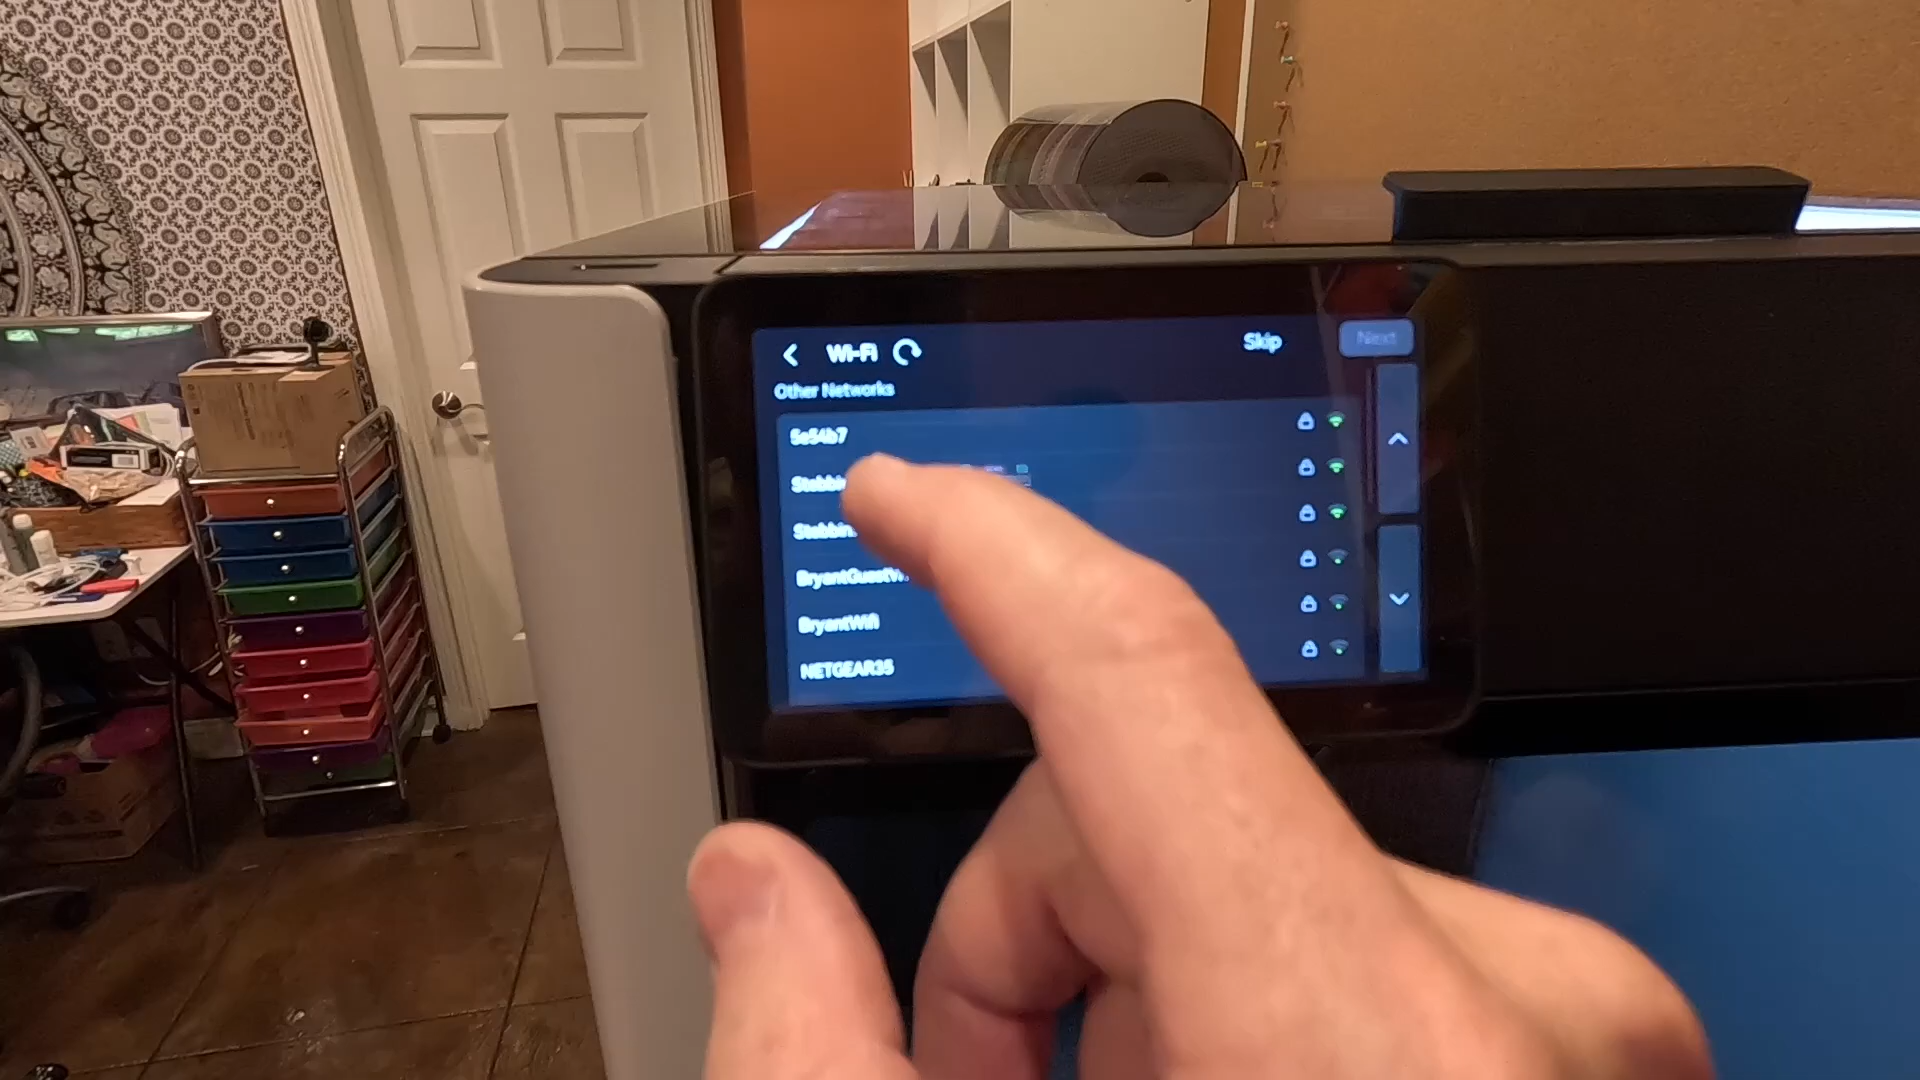 Wi-Fi
Skip
Next
Other Networks
5e54b7
BryantWifi
NETGEAR35